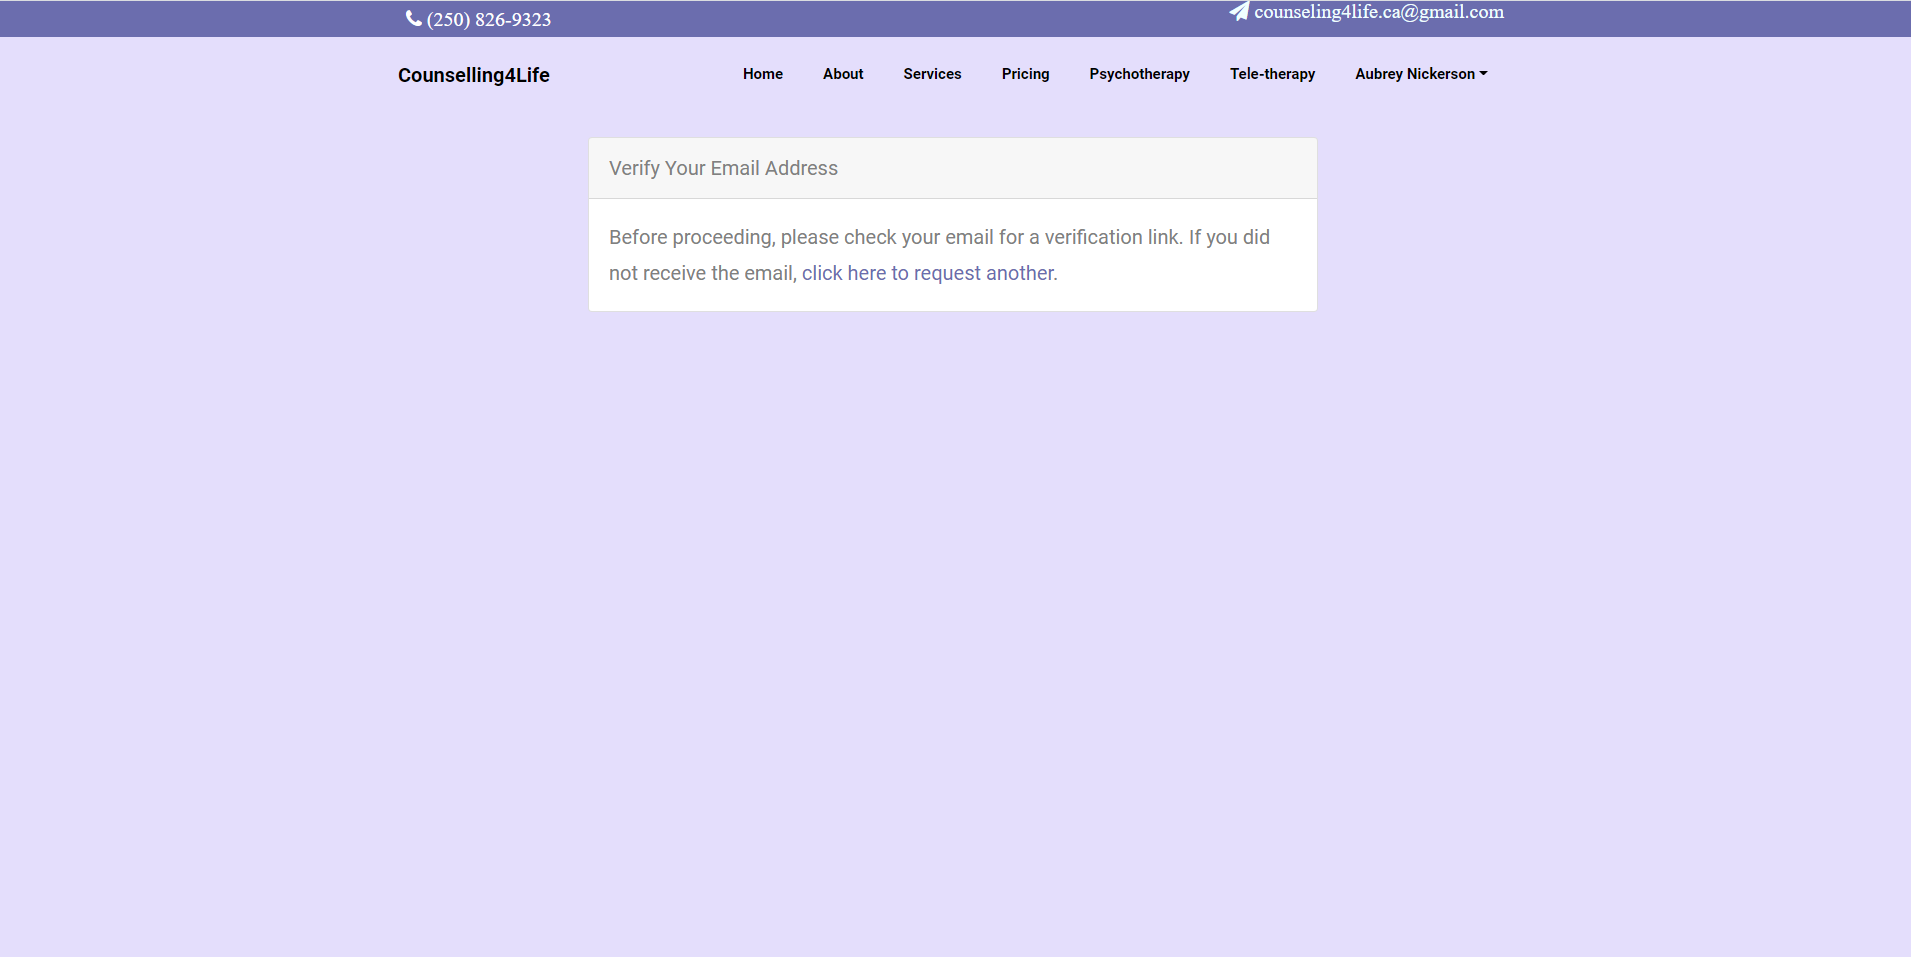 (250) 826-9323
counseling4life.ca@gmail.com
Counselling4Life
Home
About
Services
Pricing
Psychotherapy
Tele-therapy
Aubrey Nickerson
Verify Your Email Address
Before proceeding, please check your email for a verification link. If you did
not receive the email, click here to request another.